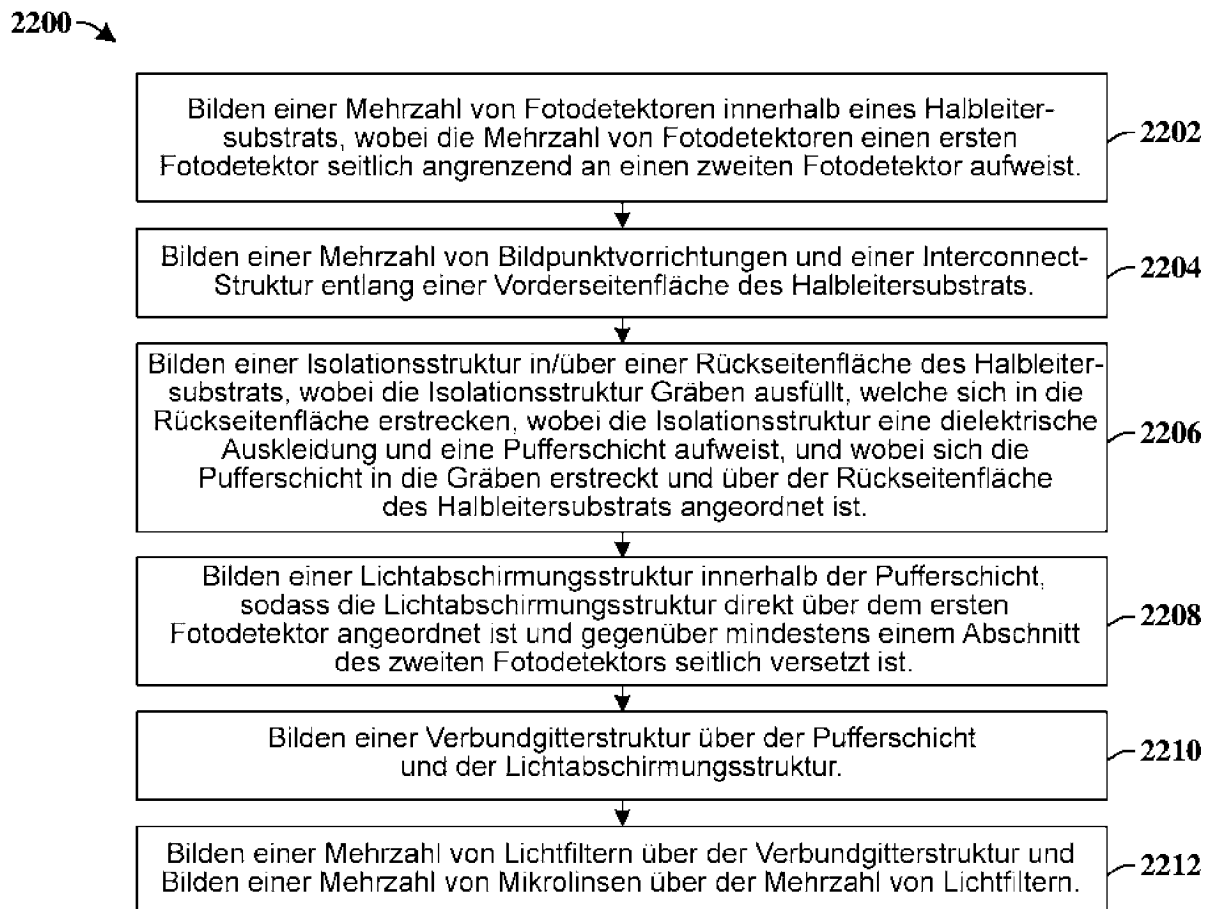 2200
Bilden einer Mehrzahl von Fotodetektoren innerhalb eines Halbleiter-
substrats, wobei die Mehrzahl von Fotodetektoren einen ersten
Fotodetektor seitlich angrenzend an einen zweiten Fotodetektor aufweist.
2202
Bilden einer Mehrzahl von Bildpunktvorrichtungen und einer Interconnect-
Struktur entlang einer Vorderseitenfläche des Halbleitersubstrats.
2204
Bilden einer Isolationsstruktur in/über einer Rückseitenfläche des Halbleiter-
substrats, wobei die Isolationsstruktur Gräben ausfüllt, welche sich in die
Rückseitenfläche erstrecken, wobei die Isolationsstruktur eine dielektrische
Auskleidung und eine Pufferschicht aufweist, und wobei sich die
Pufferschicht in die Gräben erstreckt und über der Rückseitenfläche
des Halbleitersubstrats angeordnet ist.
2206
Bilden einer Lichtabschirmungsstruktur innerhalb der Pufferschicht,
sodass die Lichtabschirmungsstruktur direkt über dem ersten
Fotodetektor angeordnet ist und gegenüber mindestens einem Abschnitt
des zweiten Fotodetektors seitlich versetzt ist.
2208
Bilden einer Verbundgitterstruktur über der Pufferschicht
und der Lichtabschirmungsstruktur.
2210
Bilden einer Mehrzahl von Lichtfiltern über der Verbundgitterstruktur und
Bilden einer Mehrzahl von Mikrolinsen über der Mehrzahl von Lichtfiltern.
2212